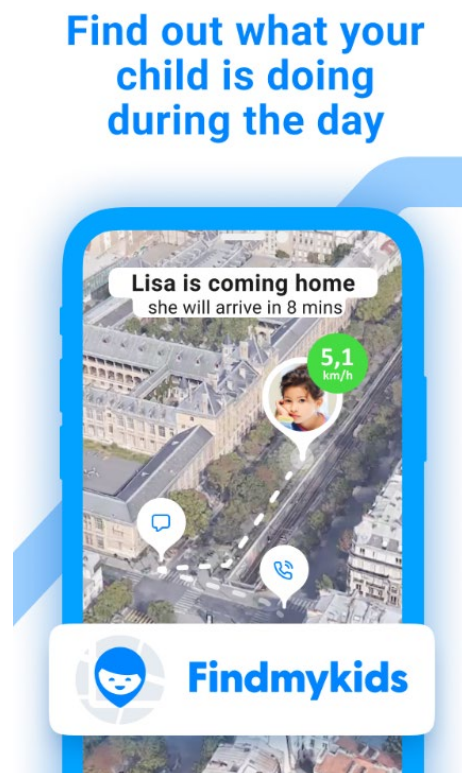 Find out what your
child is doing
during the day
Lisa is coming home
she will arrive in 8 mins
5,1
km/h
Findmykids